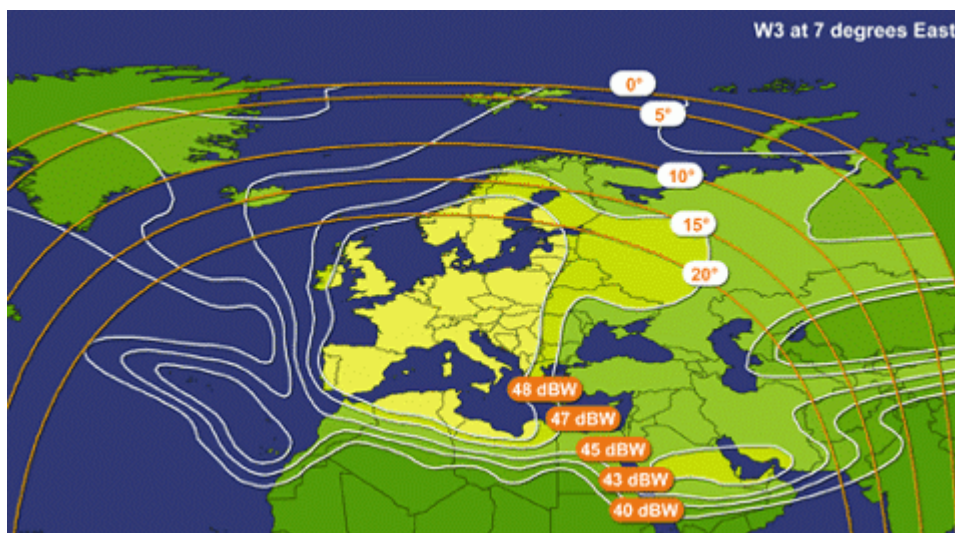 W3 at 7 degrees East
0°
5°
10°
15°
20°
48 dBW
47 dBW
45 dBW
43 dBW
40 dBW